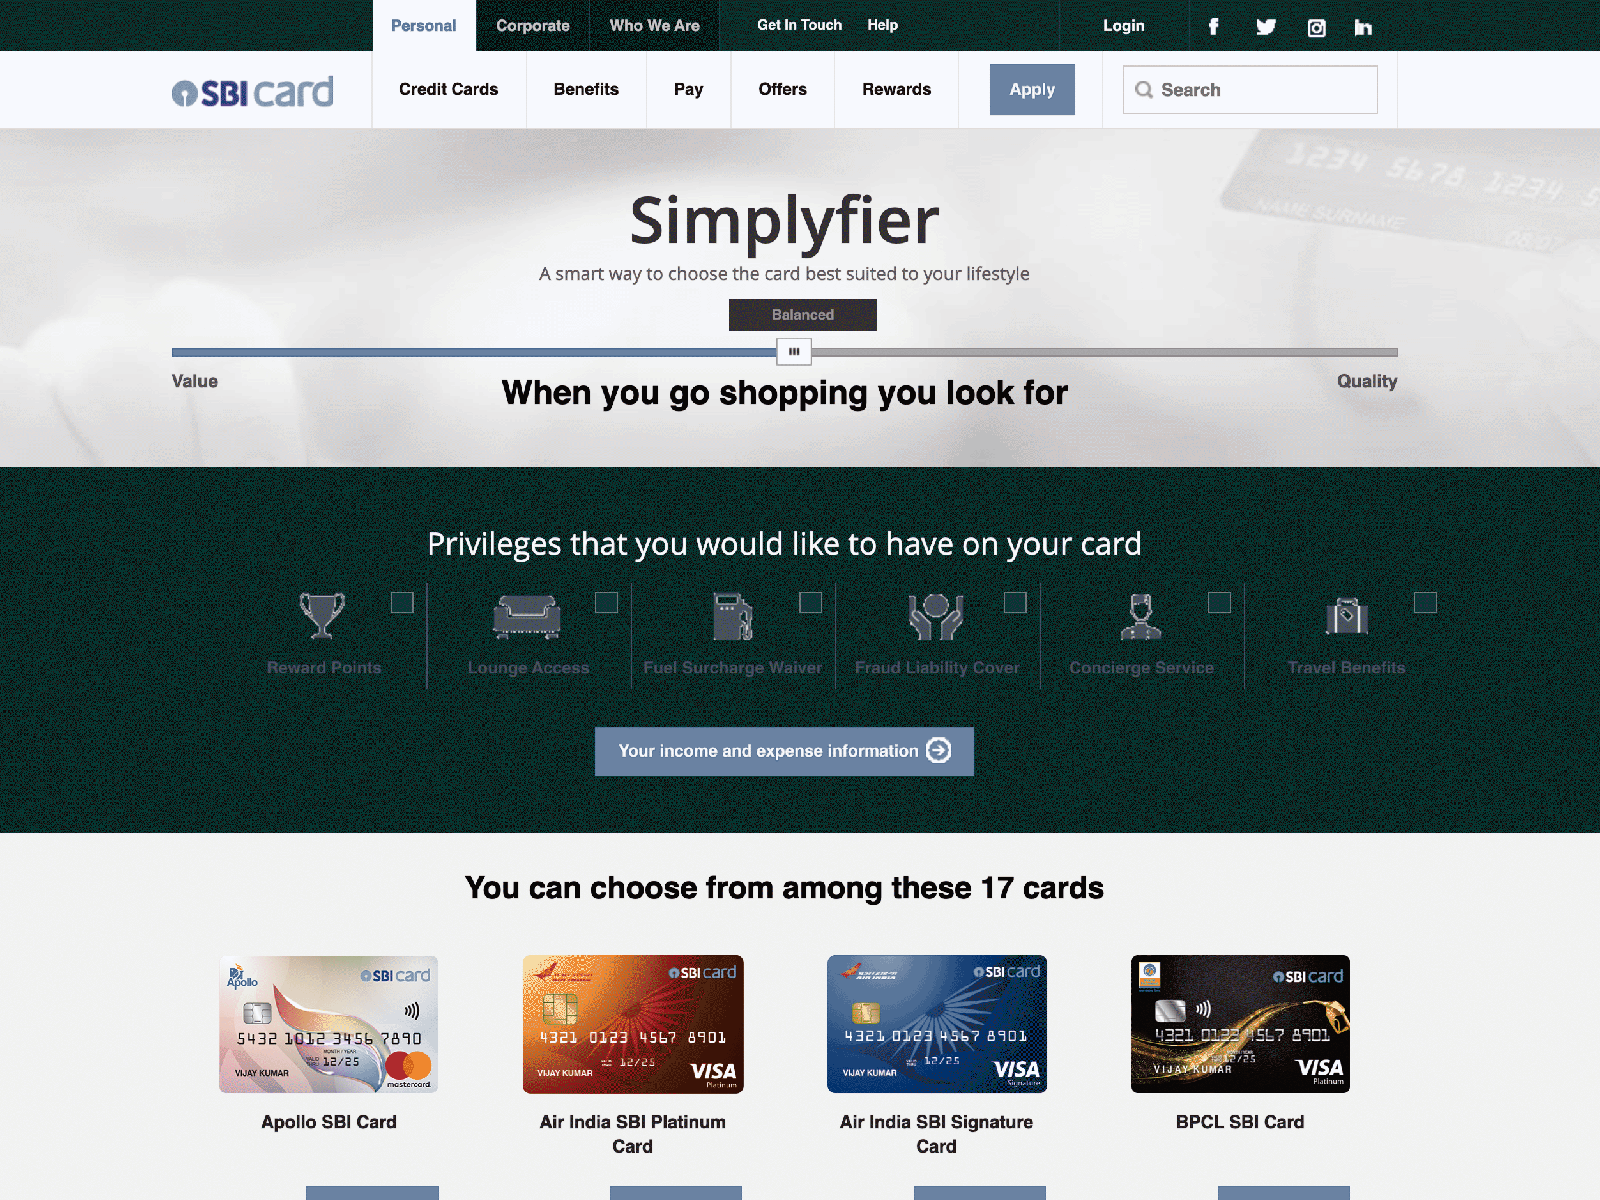 Personal Corporate Who We Are Get In Touch Help Login
SBI card Credit Cards Benefits Pay Offers Rewards Apply Search
1234 5678 1234
NAME SURNAME
Simplyfier
A smart way to choose the card best suited to your lifestyle
Balanced
Value Quality
When you go shopping you look for
Privileges that you would like to have on your card
Reward Points Lounge Access Fuel Surcharge Waiver Fraud Liability Cover Concierge Service Travel Benefits
Your income and expense information
You can choose from among these 17 cards
Apollo SBI card
5432 1012 3456 7890
12/25
VIJAY KUMAR
mastercard
Apollo SBI Card
SBI card
4321 0123 4567 8901
12/25
VIJAY KUMAR VISA
Platinum
Air India SBI Platinum
Card
AIR INDIA SBI card
4321 0123 4567 8901
12/25
VIJAY KUMAR VISA
Signature
Air India SBI Signature
Card
SBI card
4321 0123 4567 8901
12/25
VIJAY KUMAR VISA
Platinum
BPCL SBI Card